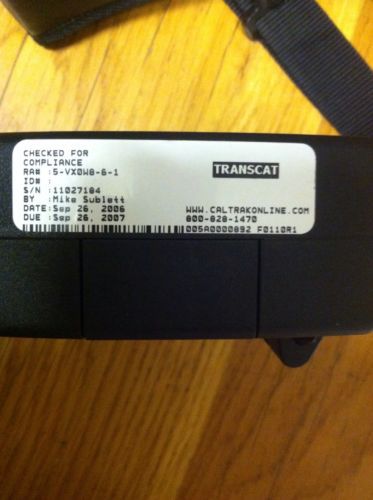 CHECKED FOR
COMPLIANCE
RA# :5-VX0W8-6-1
ID# :
S/N :11027184
BY :Mike Sublett
DATE:Sep 26, 2006
DUE :Sep 26, 2007
TRANSCAT
WWW.CALTRAKONLINE.COM
800-828-1470
005A0000892 F0110R1